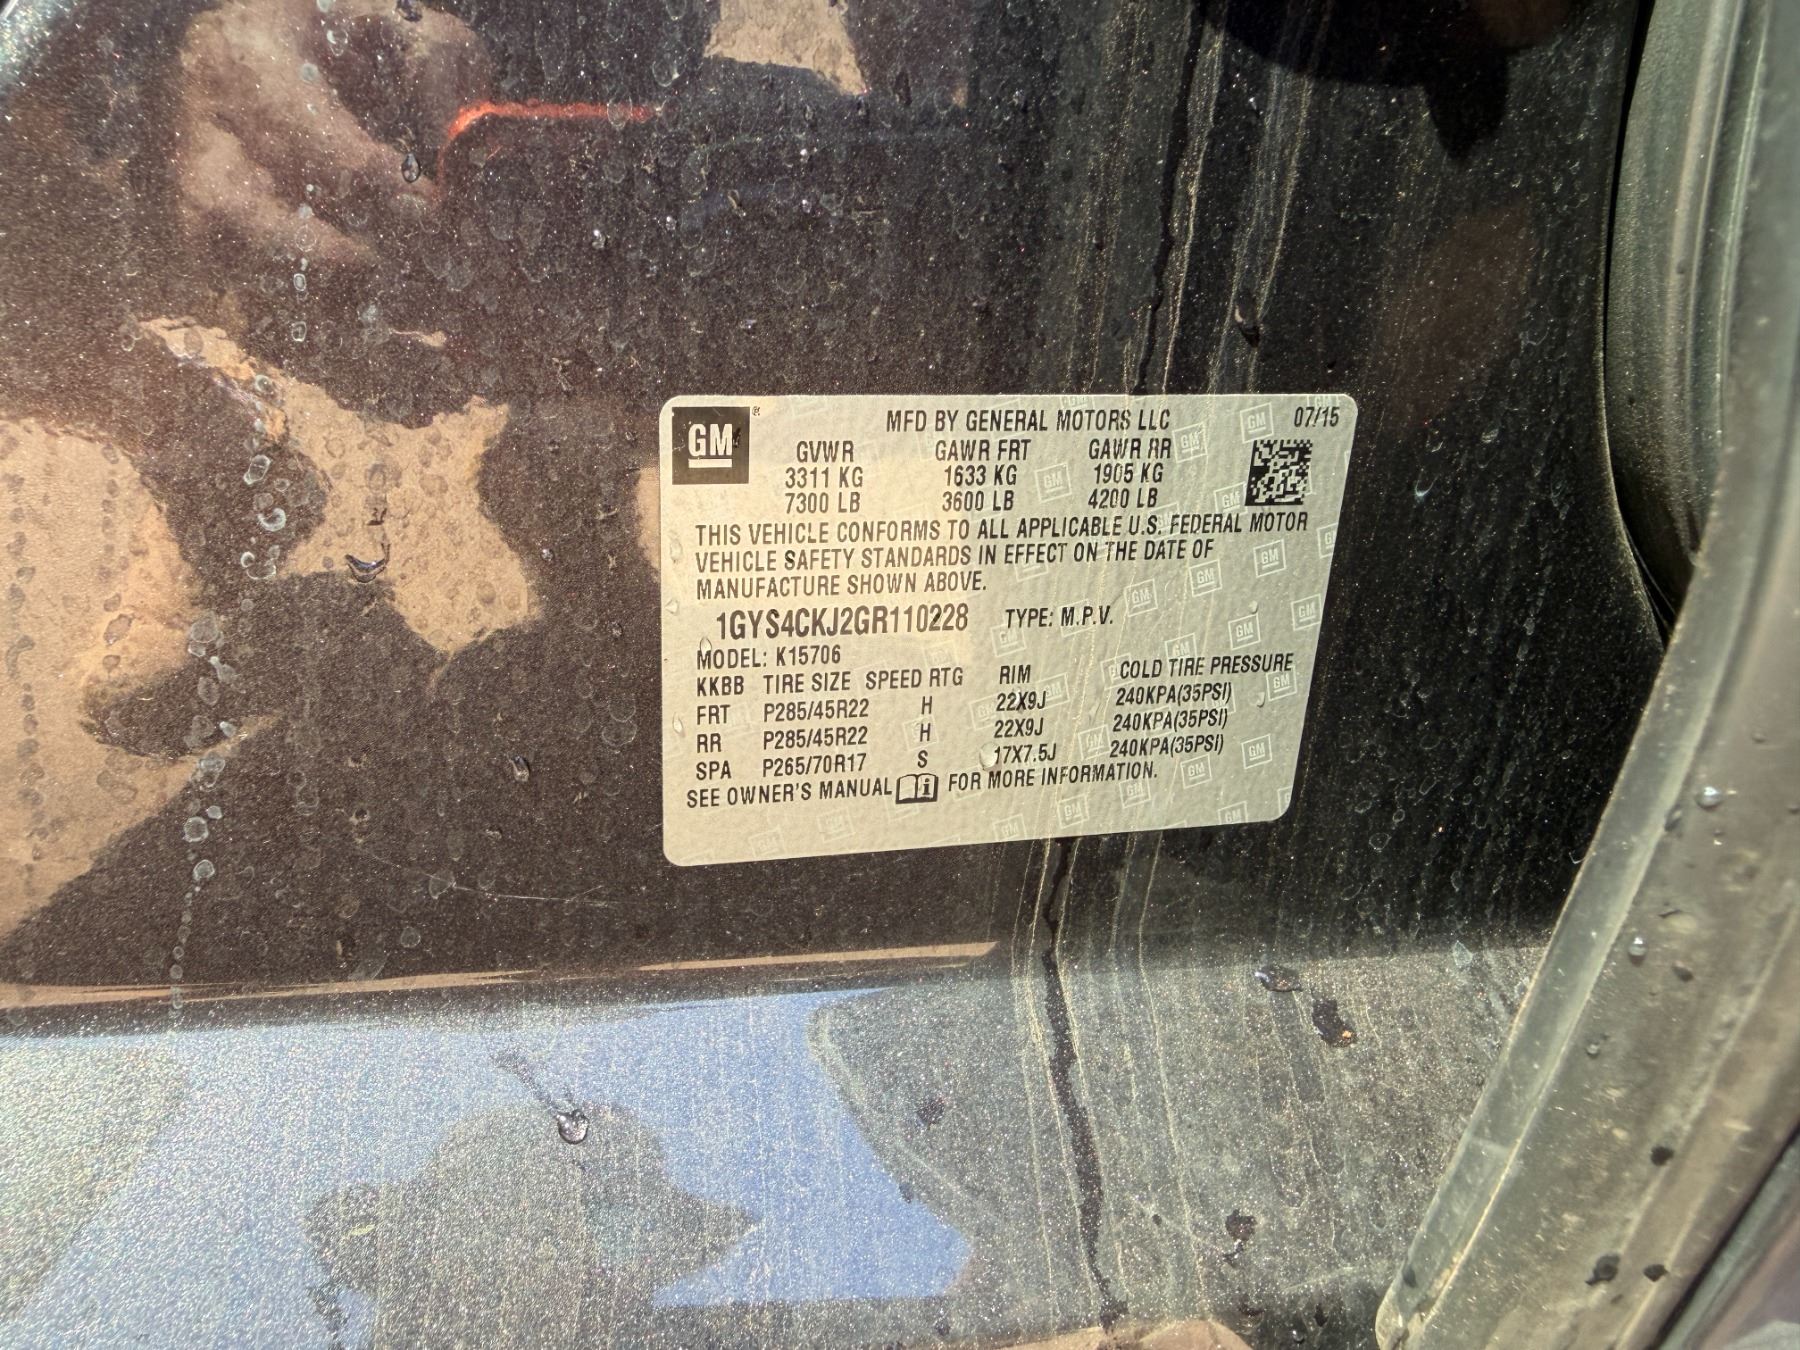 GM ® MFD BY GENERAL MOTORS LLC 07/15
GVWR GAWR FRT GAWR RR
3311 KG 1633 KG 1905 KG
7300 LB 3600 LB 4200 LB
THIS VEHICLE CONFORMS TO ALL APPLICABLE U.S. FEDERAL MOTOR
VEHICLE SAFETY STANDARDS IN EFFECT ON THE DATE OF
MANUFACTURE SHOWN ABOVE.
1GYS4CKJ2GR110228 TYPE: M.P.V.
MODEL: K15706
KKBB TIRE SIZE SPEED RTG RIM COLD TIRE PRESSURE
FRT P285/45R22 H 22X9J 240KPA(35PSI)
RR P285/45R22 H 22X9J 240KPA(35PSI)
SPA P265/70R17 S 17X7.5J 240KPA(35PSI)
SEE OWNER'S MANUAL i FOR MORE INFORMATION.